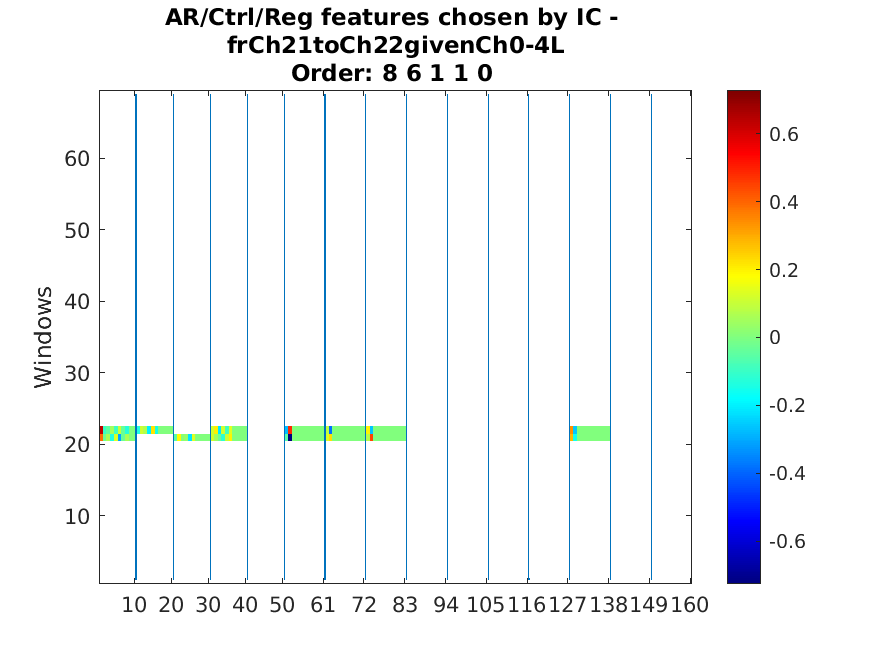 AR/Ctrl/Reg features chosen by IC -
frCh21toCh22givenCh0-4L
Order: 8 6 1 1 0
Windows
60
50
40
30
20
10
10 20 30 40 50 61 72 83 94 105 116 127 138 149 160
0.6
0.4
0.2
0
-0.2
-0.4
-0.6